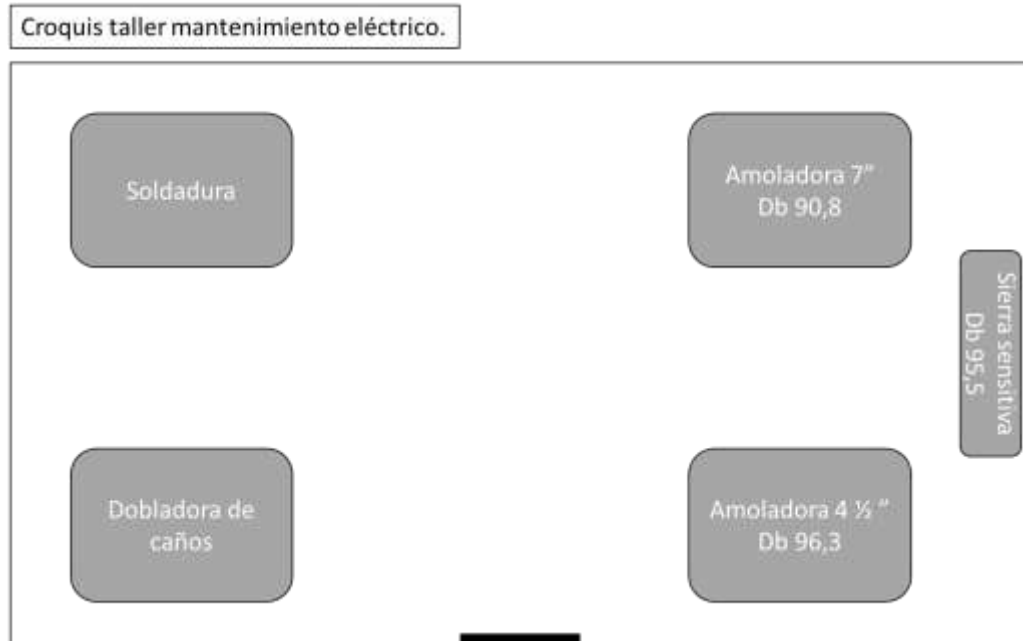 Croquis taller mantenimiento eléctrico.
Soldadura
Amoladora 7”
Db 90,8
Sierra sensitiva
Db 95,5
Dobladora de
caños
Amoladora 4 ½ “
Db 96,3